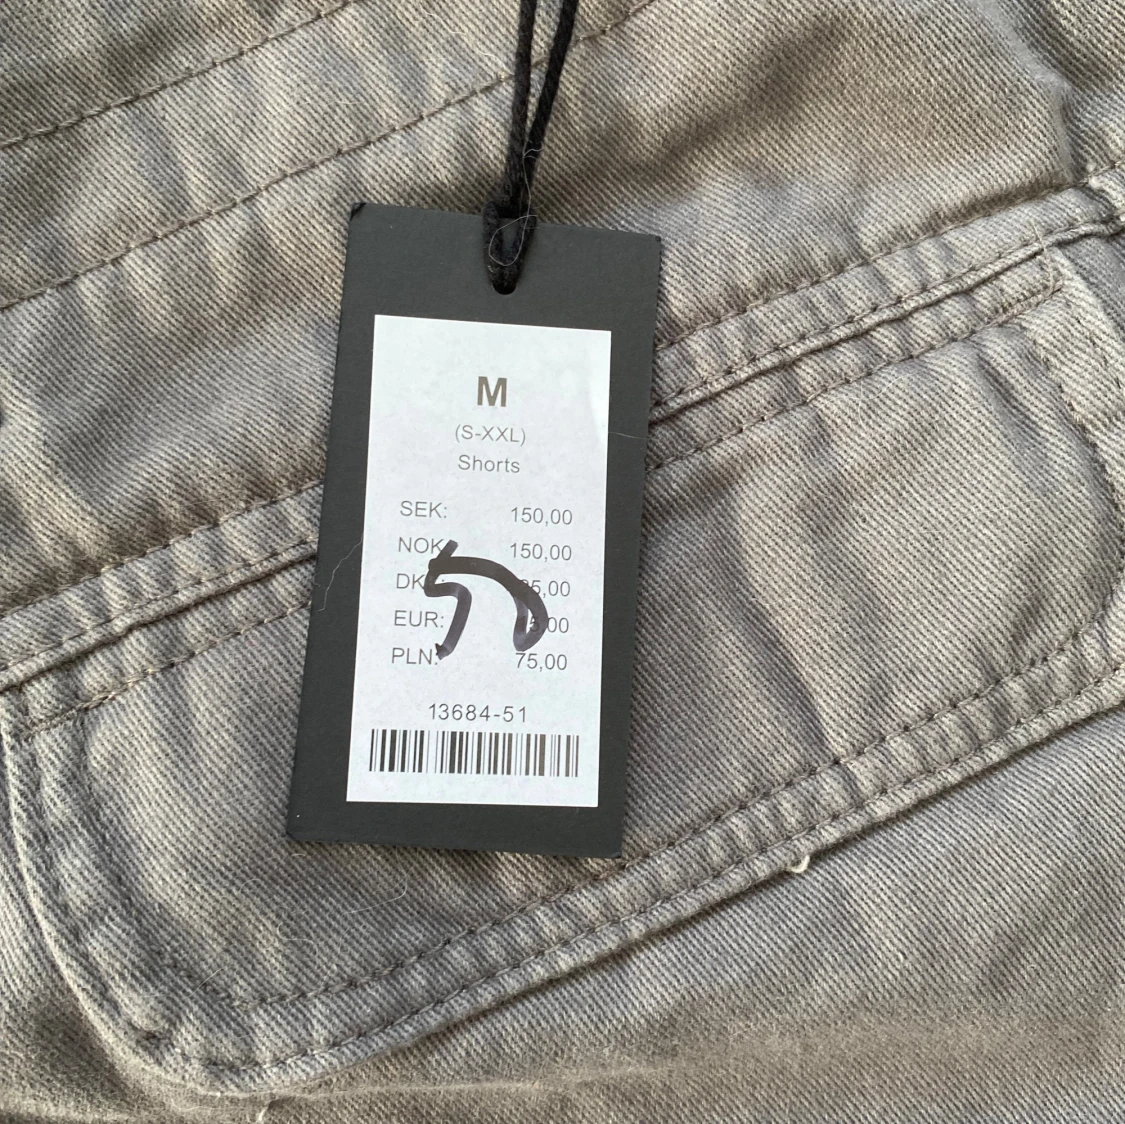 M
(S-XXL)
Shorts
SEK: 150,00
NOK 150,00
EUR:
PLN: 75,00
13684-51